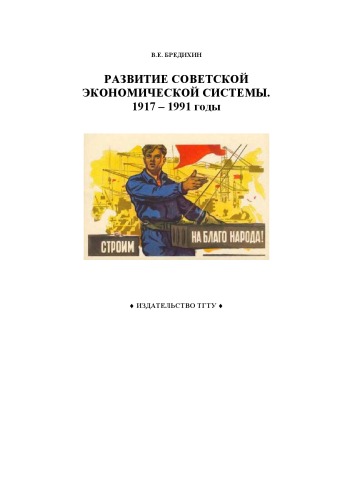 В.Е. БРЕДИХИН
РАЗВИТИЕ СОВЕТСКОЙ
ЭКОНОМИЧЕСКОЙ СИСТЕМЫ.
1917 – 1991 годы
СТРОИМ
НА БЛАГО НАРОДА!
♦ ИЗДАТЕЛЬСТВО ТГТУ ♦